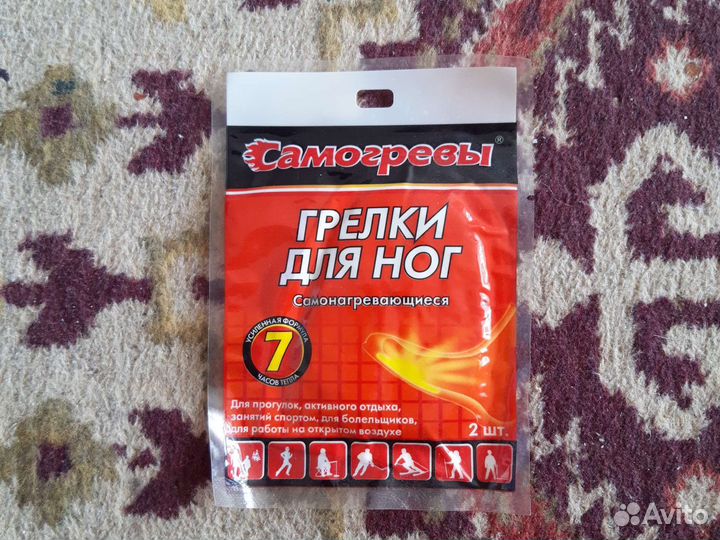 Самогревы®
ГРЕЛКИ
ДЛЯ НОГ
Самонагревающиеся
УСИЛЕННАЯ ФОРМУЛА
7
ЧАСОВ ТЕПЛА
Для прогулок, активного отдыха,
занятий спортом, для болельщиков,
для работы на открытом воздухе
2 шт.
Avito